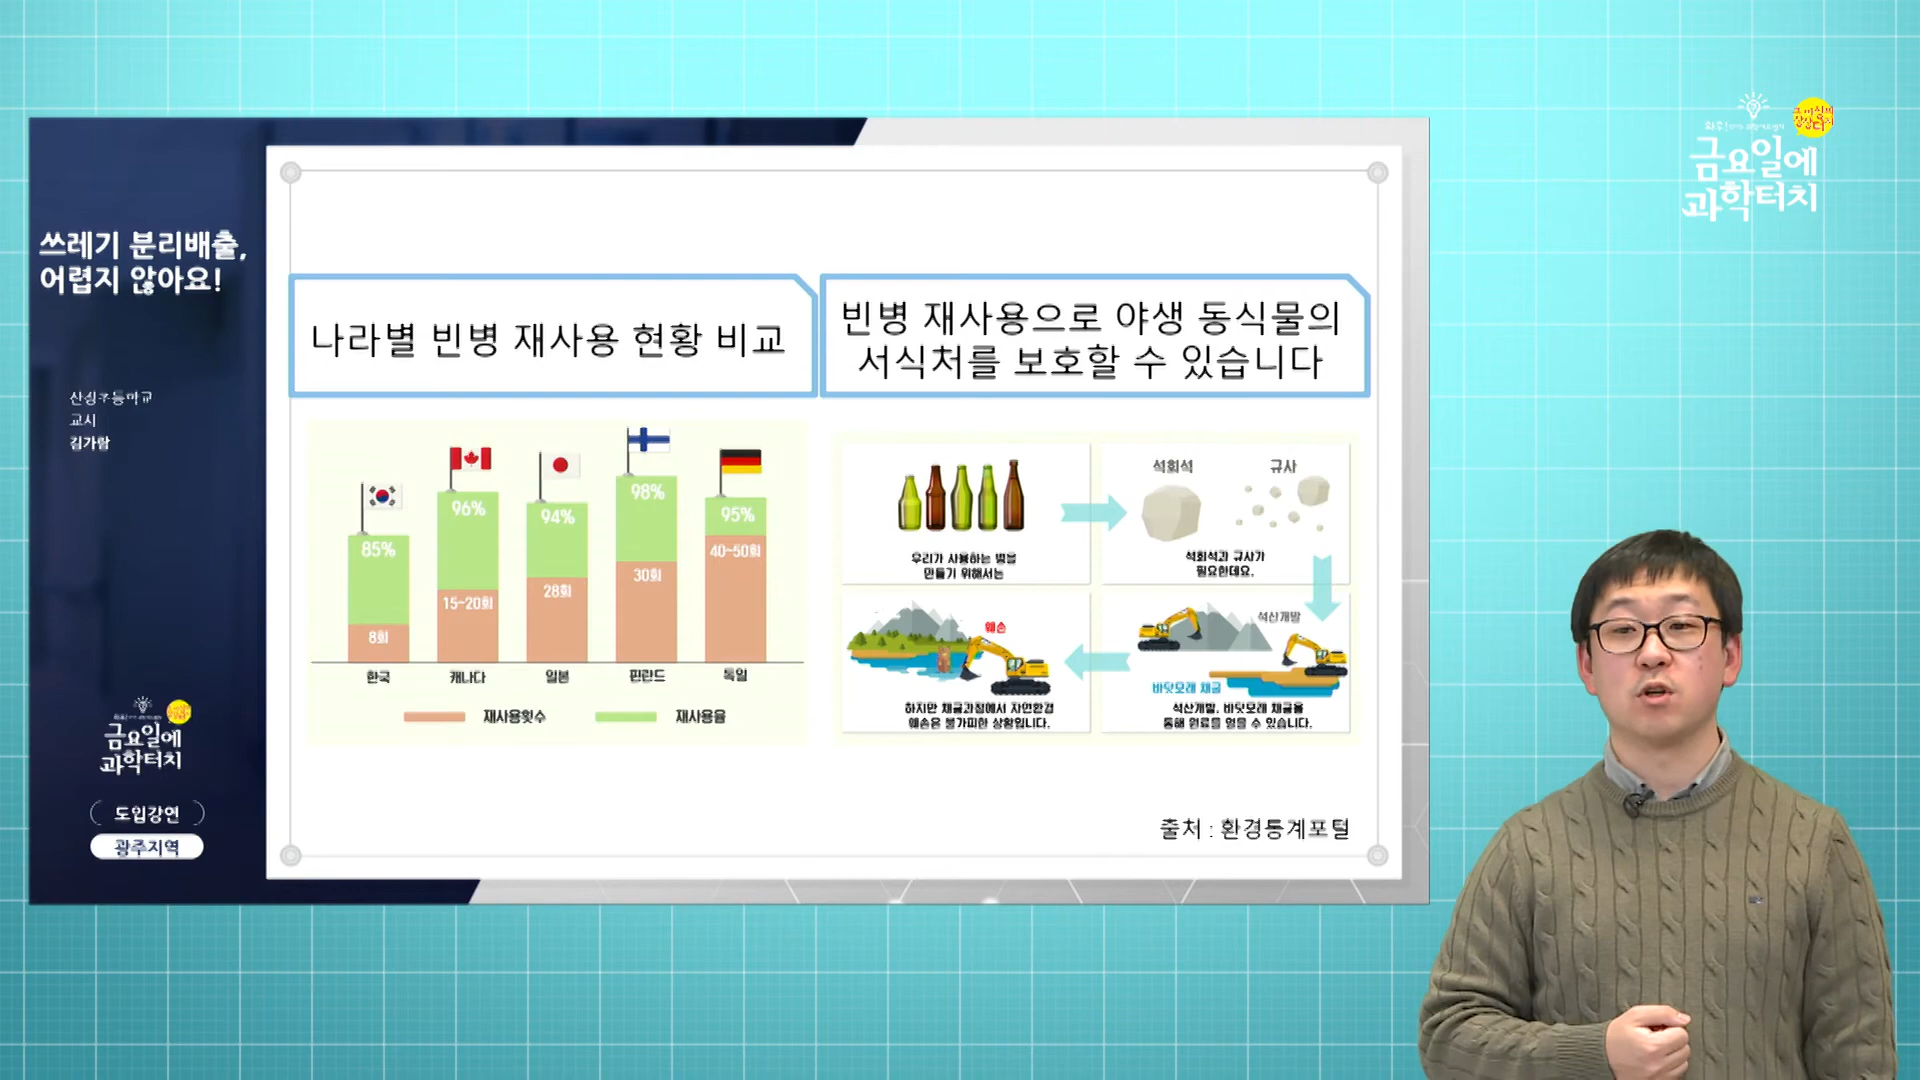 쓰레기 분리배출,
어렵지 않아요!
교사
김가람
금요일에
과학터치
도입강연
광주지역
나라별 빈병 재사용 현황 비교
85%
8회
한국
96%
15~20회
캐나다
94%
28회
일본
98%
30회
핀란드
95%
40~50회
독일
재사용횟수
재사용율
빈병 재사용으로 야생 동식물의
서식처를 보호할 수 있습니다
우리가 사용하는 병을
만들기 위해서는
석회석
규사
석회석과 규사가
필요한데요.
석산개발
바닷모래 채굴
석산개발, 바닷모래 채굴을
통해 원료를 얻을 수 있습니다.
훼손
하지만 채굴과정에서 자연환경
훼손은 불가피한 상황입니다.
출처 : 환경통계포털
금요일에
과학터치